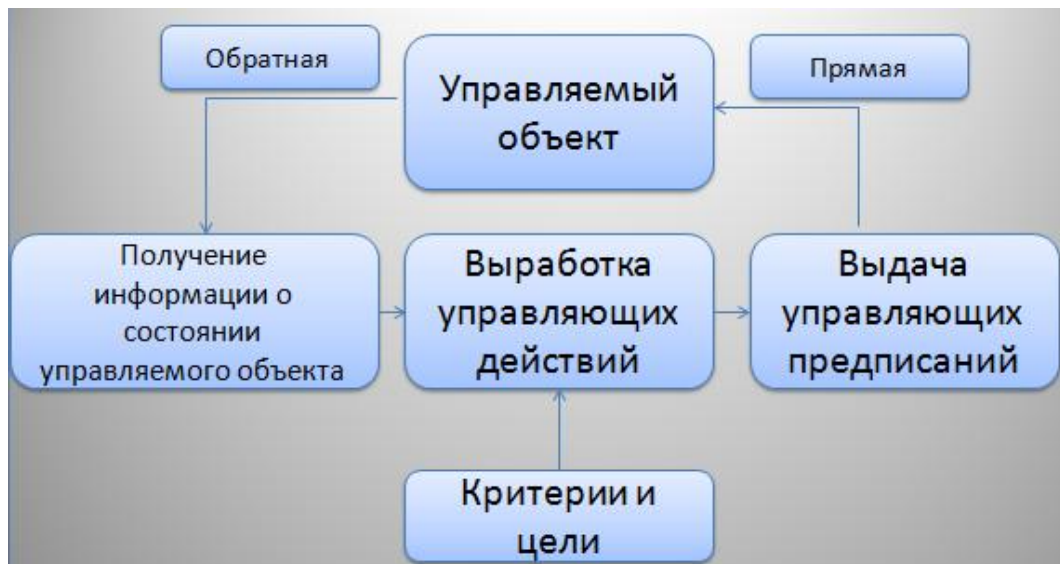 Обратная
Управляемый
объект
Прямая
Получение
информации о
состоянии
управляемого объекта
Выработка
управляющих
действий
Выдача
управляющих
предписаний
Критерии и
цели